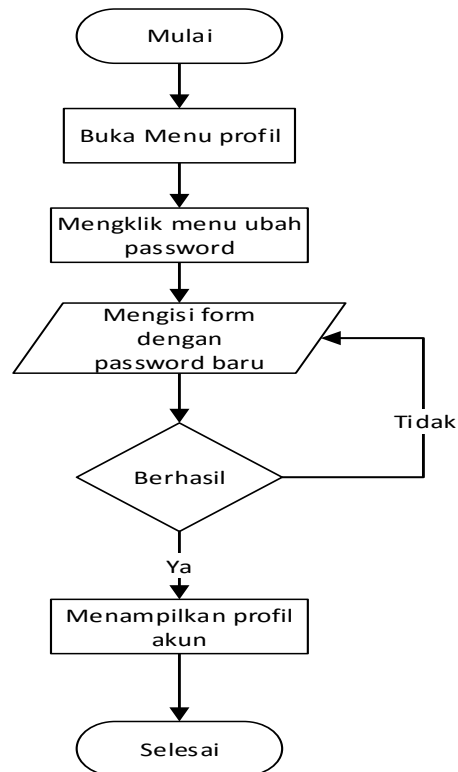 Mulai
Buka Menu profil
Mengklik menu ubah
password
Mengisi form
dengan
password baru
Tidak
Berhasil
Ya
Menampilkan profil
akun
Selesai